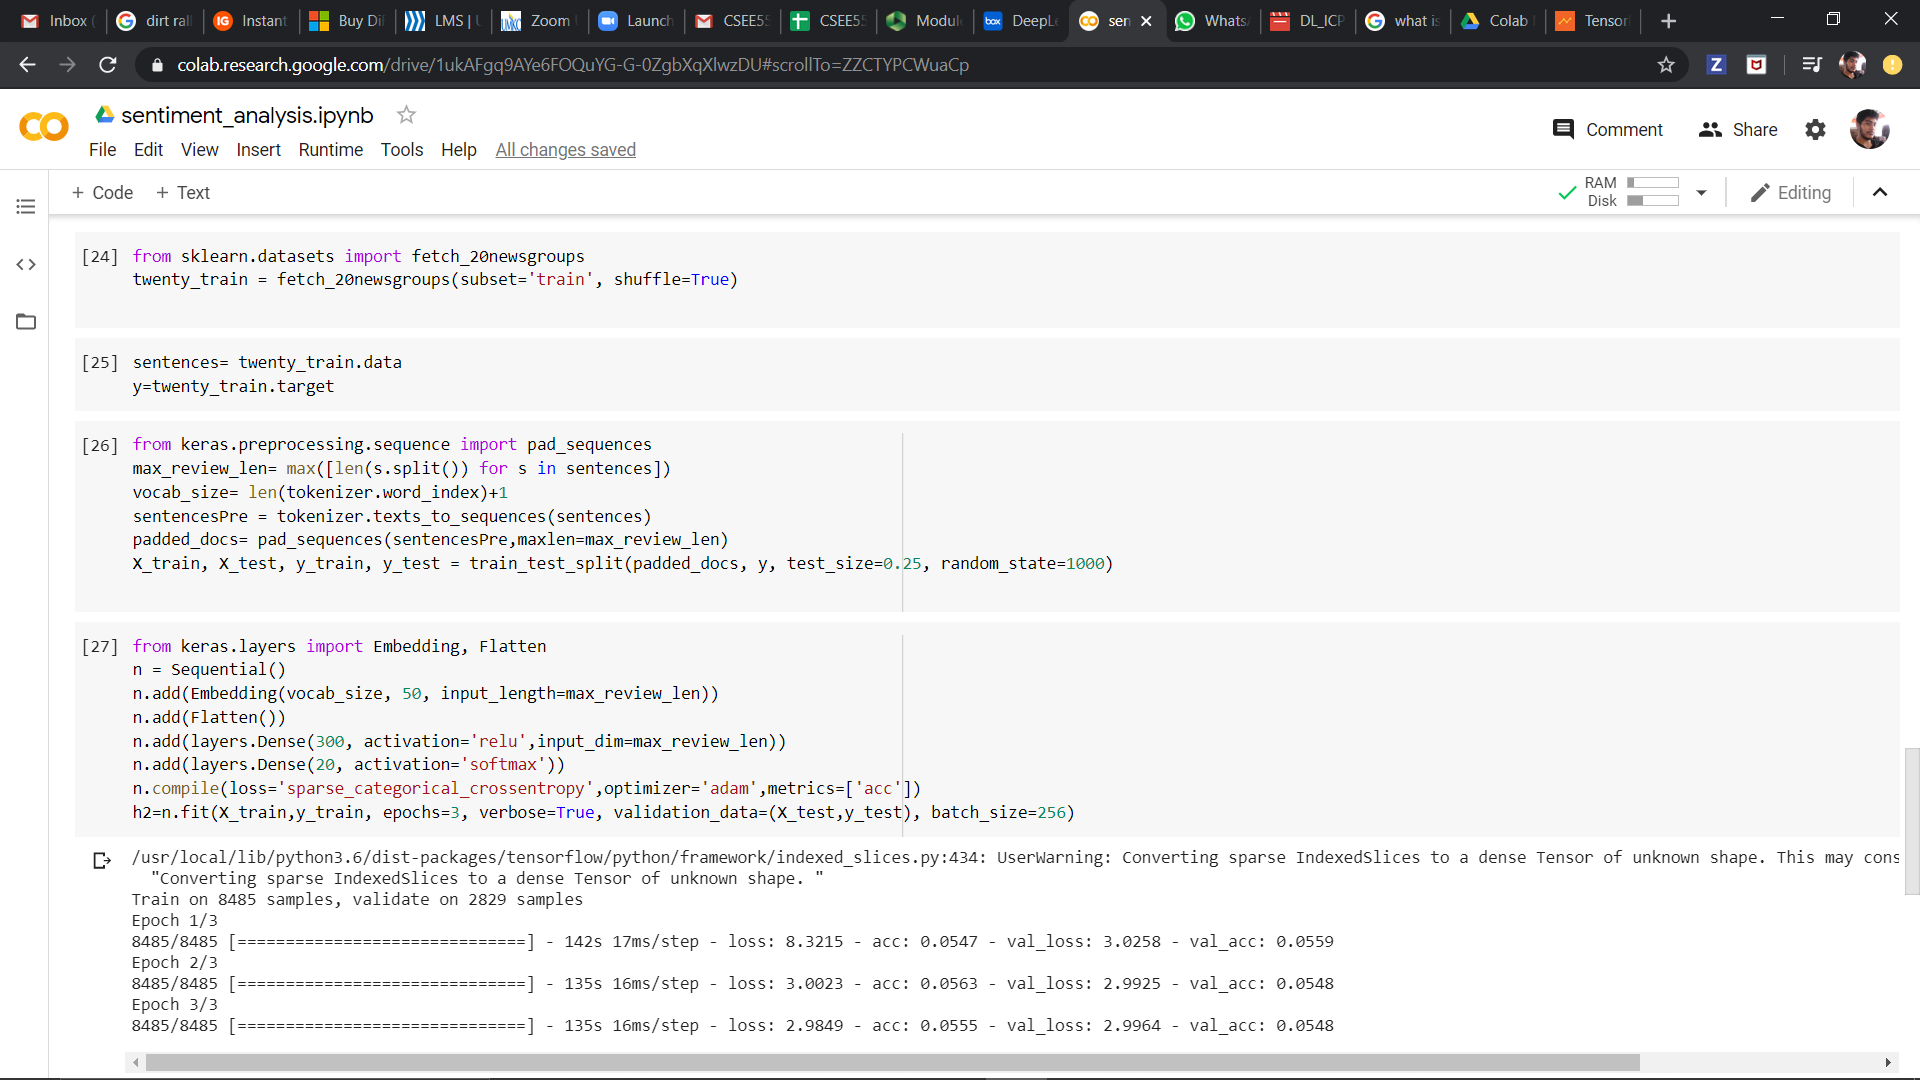 Inbox (
dirt rall
Instant
Buy Dif
LMS | U
Zoom
Launch
CSEE55
CSEE55
Module
DeepLe
sen
WhatsA
DL_ICP
what is
Colab
Tensor
colab.research.google.com/drive/1ukAFgq9AYe6FOQuYG-G-0ZgbXqXlwzDU#scrollTo=ZZCTYPCWuaCp
sentiment_analysis.ipynb
Comment
Share
File Edit View Insert Runtime Tools Help All changes saved
+ Code + Text
RAM
Disk
Editing
[24] from sklearn.datasets import fetch_20newsgroups
twenty_train = fetch_20newsgroups(subset='train', shuffle=True)
[25] sentences= twenty_train.data
y=twenty_train.target
[26] from keras.preprocessing.sequence import pad_sequences
max_review_len= max([len(s.split()) for s in sentences])
vocab_size= len(tokenizer.word_index)+1
sentencesPre = tokenizer.texts_to_sequences(sentences)
padded_docs= pad_sequences(sentencesPre,maxlen=max_review_len)
X_train, X_test, y_train, y_test = train_test_split(padded_docs, y, test_size=0.25, random_state=1000)
[27] from keras.layers import Embedding, Flatten
n = Sequential()
n.add(Embedding(vocab_size, 50, input_length=max_review_len))
n.add(Flatten())
n.add(layers.Dense(300, activation='relu',input_dim=max_review_len))
n.add(layers.Dense(20, activation='softmax'))
n.compile(loss='sparse_categorical_crossentropy',optimizer='adam',metrics=['acc'])
h2=n.fit(X_train,y_train, epochs=3, verbose=True, validation_data=(X_test,y_test), batch_size=256)
/usr/local/lib/python3.6/dist-packages/tensorflow/python/framework/indexed_slices.py:434: UserWarning: Converting sparse IndexedSlices to a dense Tensor of unknown shape. This may cons
"Converting sparse IndexedSlices to a dense Tensor of unknown shape. "
Train on 8485 samples, validate on 2829 samples
Epoch 1/3
8485/8485 [==============================] - 142s 17ms/step - loss: 8.3215 - acc: 0.0547 - val_loss: 3.0258 - val_acc: 0.0559
Epoch 2/3
8485/8485 [==============================] - 135s 16ms/step - loss: 3.0023 - acc: 0.0563 - val_loss: 2.9925 - val_acc: 0.0548
Epoch 3/3
8485/8485 [==============================] - 135s 16ms/step - loss: 2.9849 - acc: 0.0555 - val_loss: 2.9964 - val_acc: 0.0548